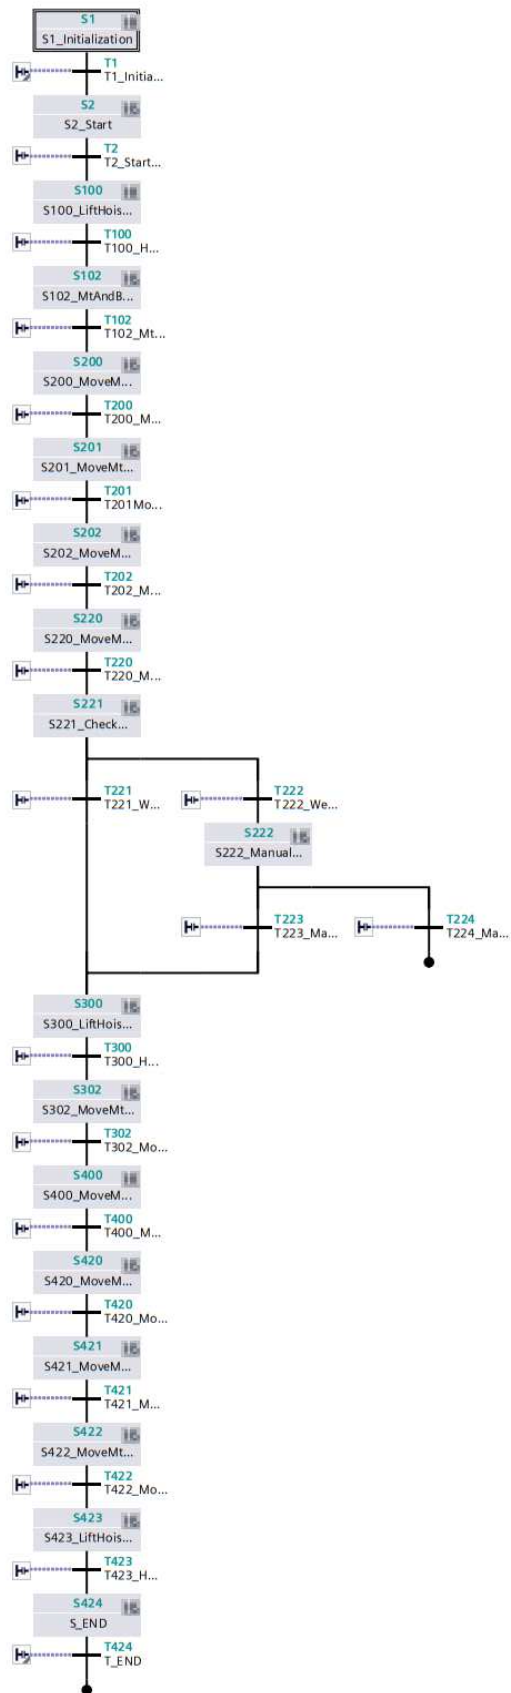 S1
S1_Initialization
T1
T1_Initia...
S2
S2_Start
T2
T2_Start...
S100
S100_LiftHois...
T100
T100_H...
S102
S102_MtAndB...
T102
T102_Mt...
S200
S200_MoveM...
T200
T200_M...
S201
S201_MoveMt...
T201
T201Mo...
S202
S202_MoveM...
T202
T202_M...
S220
S220_MoveM...
T220
T220_M...
S221
S221_Check...
T221
T221_W...
T222
T222_We...
S222
S222_Manual...
T223
T223_Ma...
T224
T224_Ma...
S300
S300_LiftHois...
T300
T300_H...
S302
S302_MoveMt...
T302
T302_Mo...
S400
S400_MoveM...
T400
T400_M...
S420
S420_MoveM...
T420
T420_Mo...
S421
S421_MoveM...
T421
T421_M...
S422
S422_MoveMt...
T422
T422_Mo...
S423
S423_LiftHois...
T423
T423_H...
S424
S_END
T424
T_END